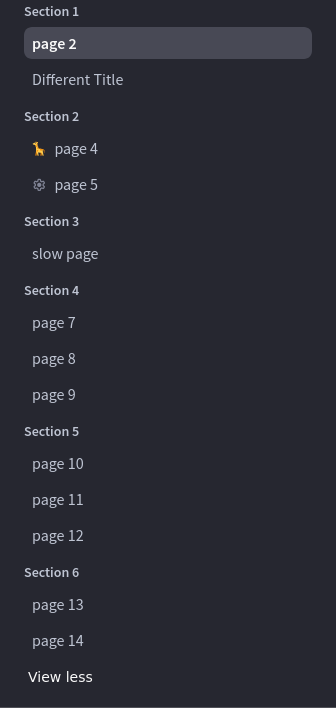 Section 1
page 2
Different Title
Section 2
page 4
page 5
Section 3
slow page
Section 4
page 7
page 8
page 9
Section 5
page 10
page 11
page 12
Section 6
page 13
page 14
View less